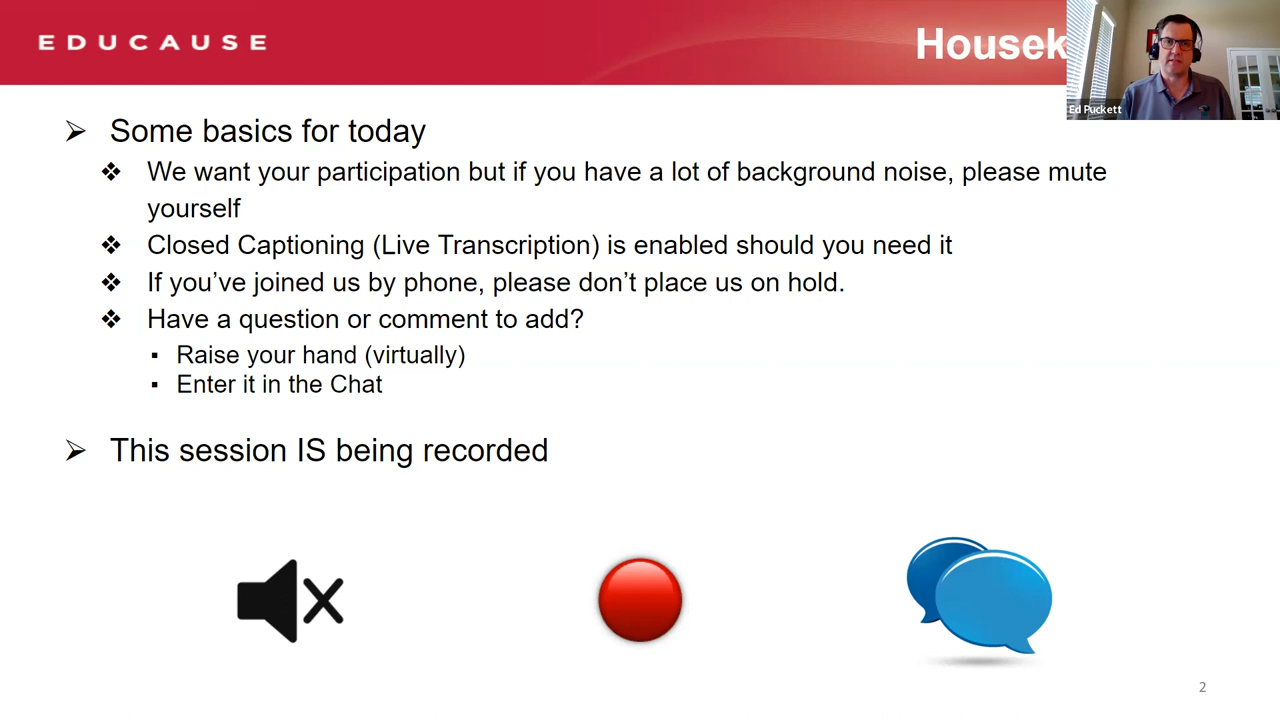 EDUCAUSE
Housek
Ed Puckett
Some basics for today
We want your participation but if you have a lot of background noise, please mute
yourself
Closed Captioning (Live Transcription) is enabled should you need it
If you’ve joined us by phone, please don’t place us on hold.
Have a question or comment to add?
Raise your hand (virtually)
Enter it in the Chat
This session IS being recorded
2